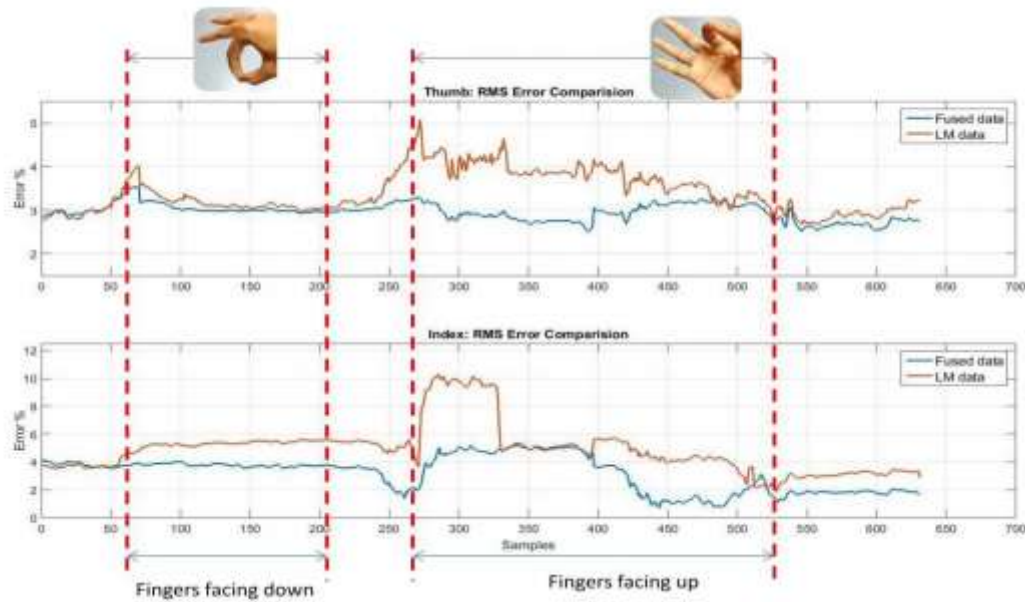 Thumb: RMS Error Comparision
Fused data
LM data
Error %
5
4
3
2
0 50 100 150 200 250 300 350 400 450 500 550 600 650 700
Index: RMS Error Comparision
Fused data
LM data
Error %
12
10
8
6
4
2
0
0 50 100 150 200 250 300 350 400 450 500 550 600 650 700
Samples
Fingers facing down
Fingers facing up